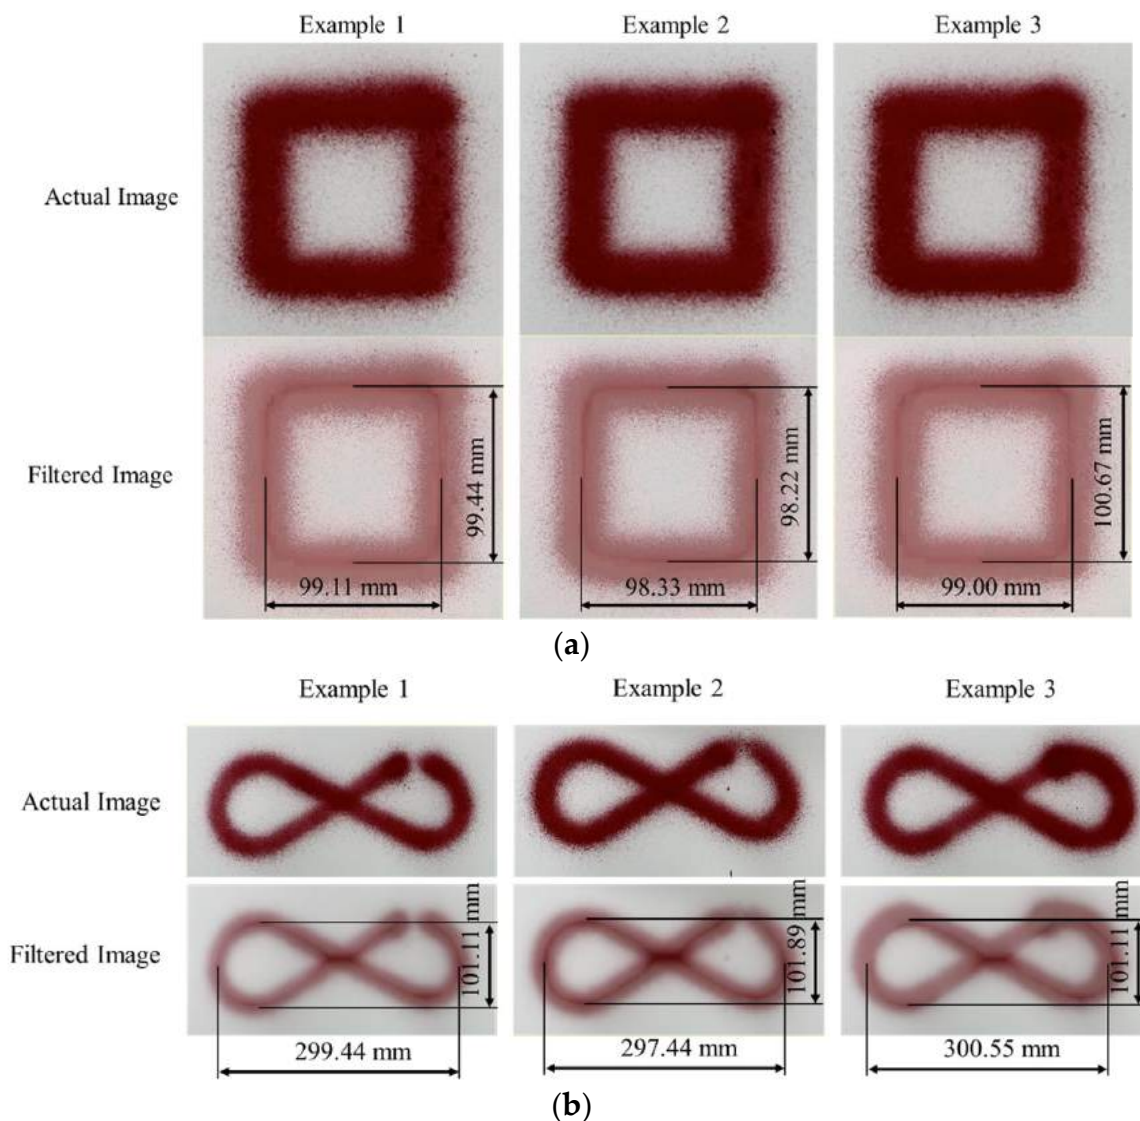 Example 1 Example 2 Example 3
Actual Image
Filtered Image
99.44 mm
98.22 mm
100.67 mm
99.11 mm
98.33 mm
99.00 mm
(a)
Example 1 Example 2 Example 3
Actual Image
Filtered Image
101.11 mm
101.89 mm
101.11 mm
299.44 mm
297.44 mm
300.55 mm
(b)